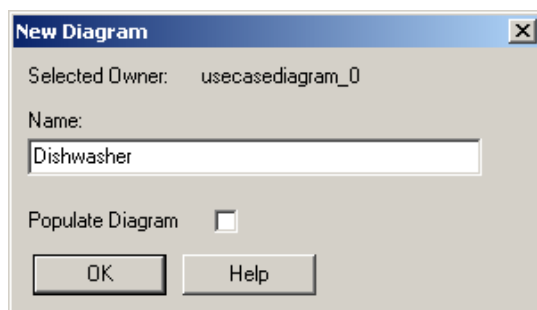 New Diagram
Selected Owner: usecasediagram_0
Name:
Dishwasher
Populate Diagram
OK Help